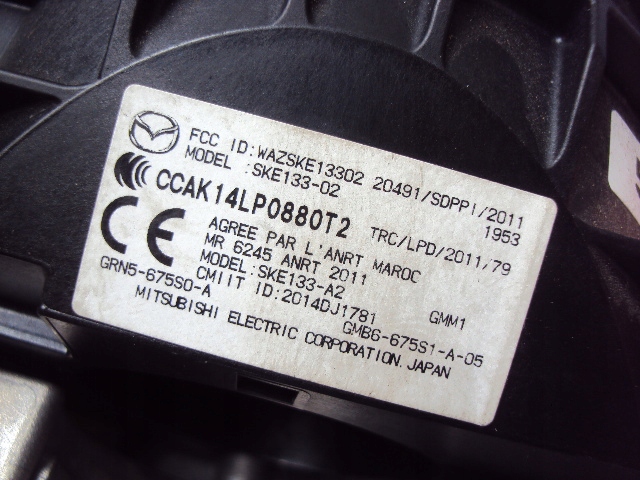 FCC ID:WAZSKE13302 20491/SDPPI/2011
MODEL :SKE133-02 1953
CCAK14LP0880T2 TRC/LPD/2011/79
CE AGREE PAR L'ANRT MAROC
MR 6245 ANRT 2011
MODEL:SKE133-A2 GMM1
GRN5-675S0-A CMIIT ID:2014DJ1781 GMB6-675S1-A-05
MITSUBISHI ELECTRIC CORPORATION.JAPAN